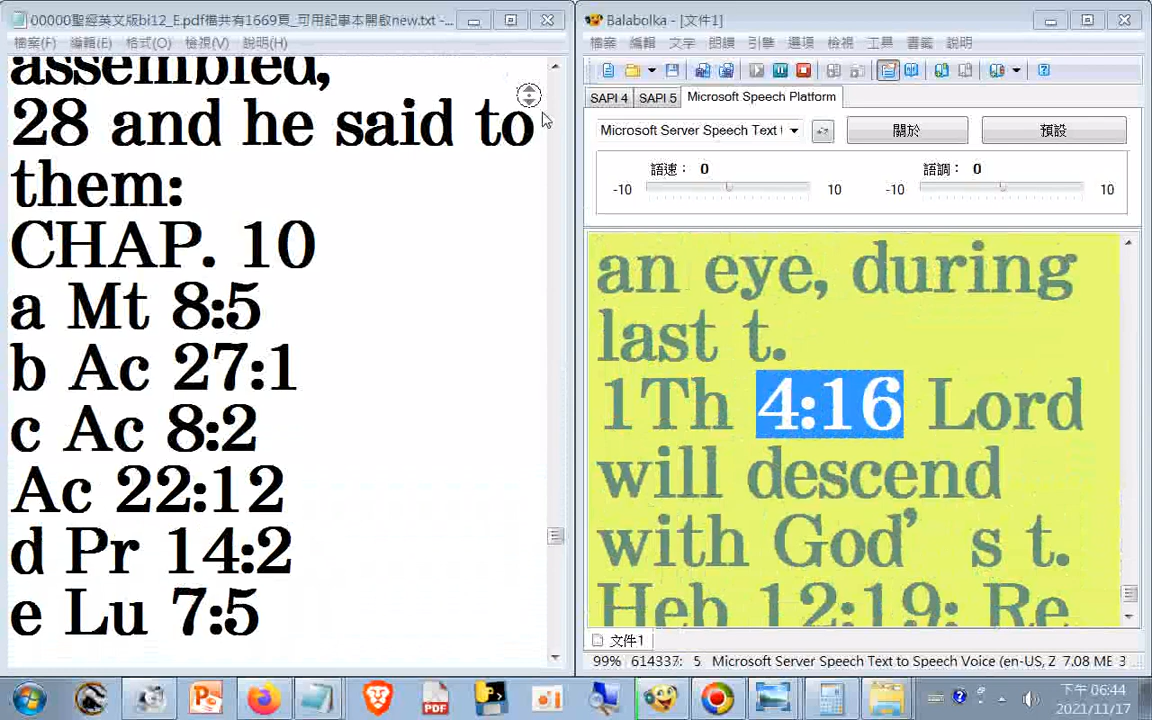 00000聖經英文版bi12_E.pdf檔共有1669頁_可用記事本開啟new.txt -...
檔案(F) 編輯(E) 格式(O) 檢視(V) 說明(H)
assembled,
28 and he said to
them:
CHAP. 10
a Mt 8:5
b Ac 27:1
c Ac 8:2
Ac 22:12
d Pr 14:2
e Lu 7:5
Balabolka - [文件1]
檔案 編輯 文字 朗讀 引擎 選項 檢視 工具 書籤 說明
SAPI 4 SAPI 5 Microsoft Speech Platform
Microsoft Server Speech Text 關於 預設
語速： 0 語調： 0
-10 10 -10 10
an eye, during
last t.
1Th 4:16 Lord
will descend
with God’ s t.
Heb 12:19; Re
文件1
99% 614337: 5 Microsoft Server Speech Text to Speech Voice (en-US, Z 7.08 MB 3
PDF
下午 06:44
2021/11/17